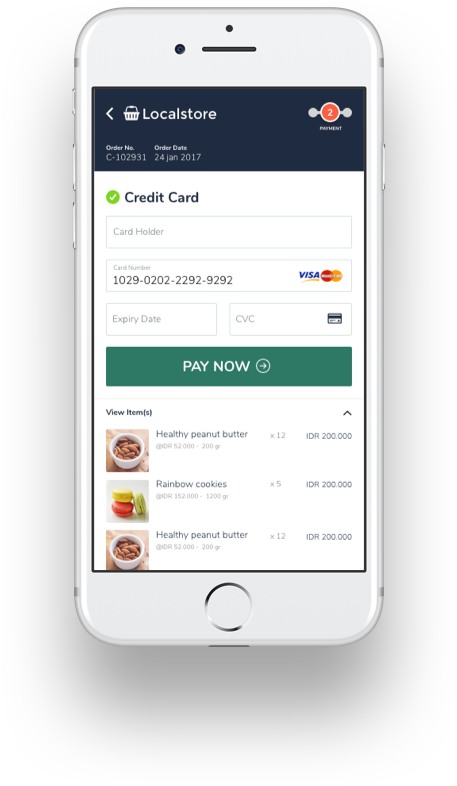 Localstore
2
PAYMENT
Order No. Order Date
C-102931 24 jan 2017
Credit Card
Card Holder
Card Number
1029-0202-2292-9292 VISA
Expiry Date CVC
PAY NOW
View Item(s)
Healthy peanut butter x 12 IDR 200.000
@IDR 52.000 - 200 gr
Rainbow cookies x 5 IDR 200.000
@IDR 152.000 - 1200 gr
Healthy peanut butter x 12 IDR 200.000
@IDR 52.000 - 200 gr